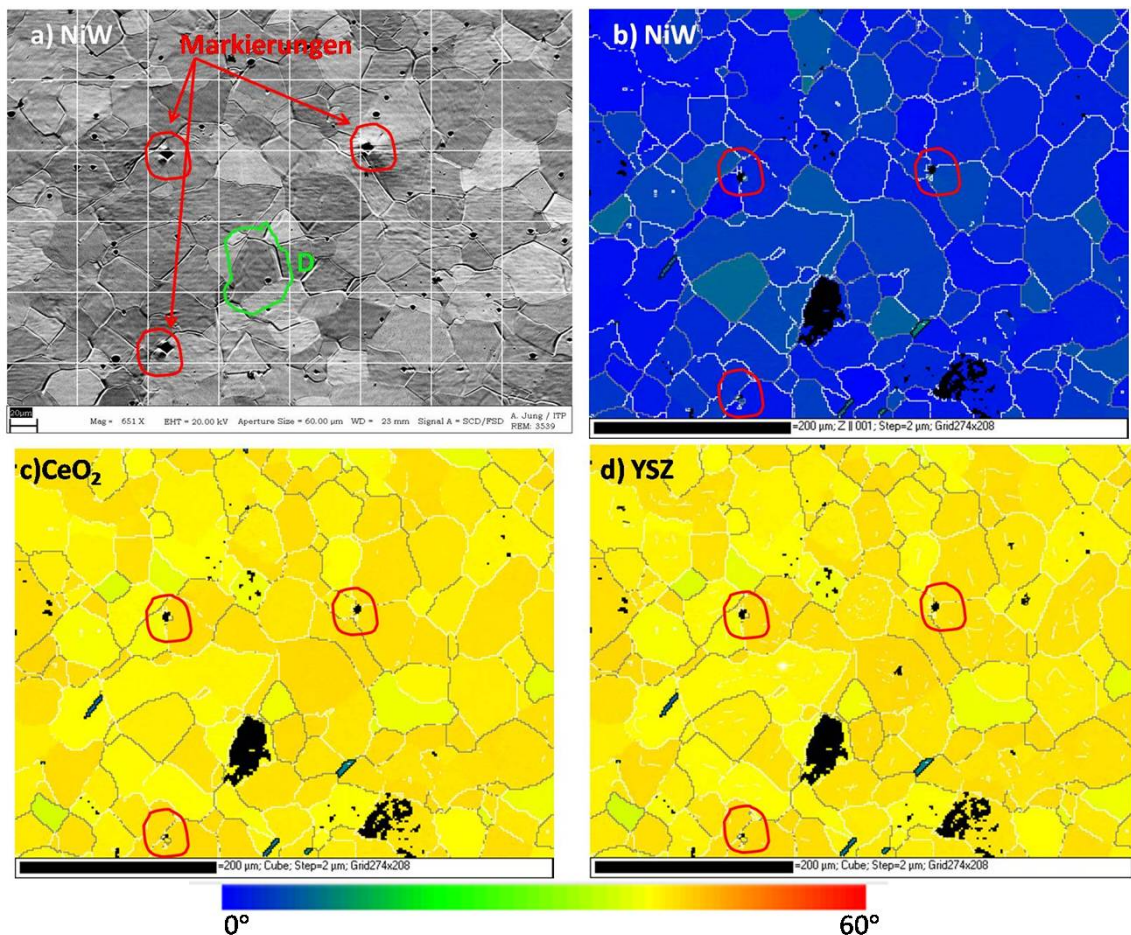 a) NiW
Markierungen
D
20µm
Mag = 651 X EHT = 20.00 kV Aperture Size = 60.00 µm WD = 23 mm Signal A = SCD/FSD A. Jung / ITP
REM: 3539
b) NiW
=200 µm; Z || 001; Step=2 µm; Grid274x208
c)CeO₂
=200 µm; Cube; Step=2 µm; Grid274x208
d) YSZ
=200 µm; Cube; Step=2 µm; Grid274x208
0°
60°